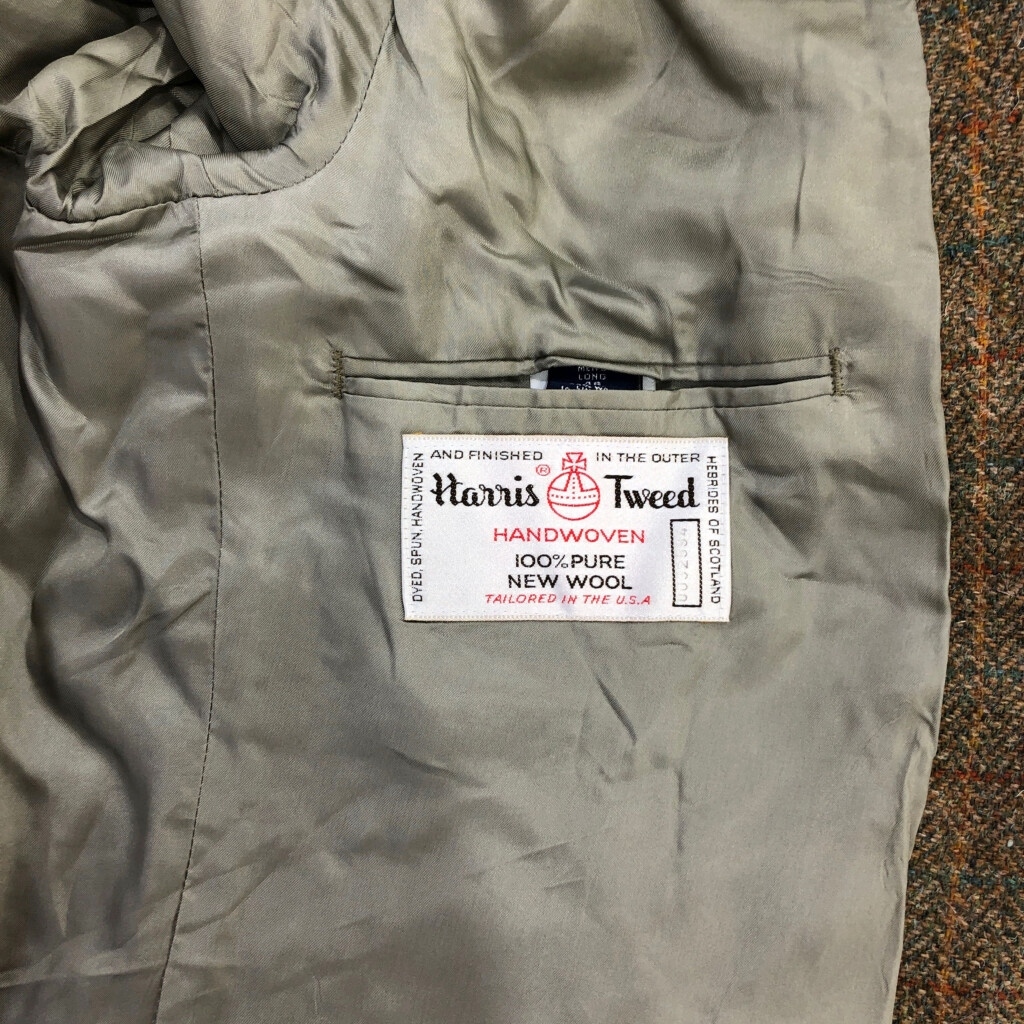 LONG
AND FINISHED IN THE OUTER
DYED, SPUN, HANDWOVEN
HEBRIDES OF SCOTLAND
Harris ® Tweed
HANDWOVEN
100% PURE
NEW WOOL
TAILORED IN THE U.S.A